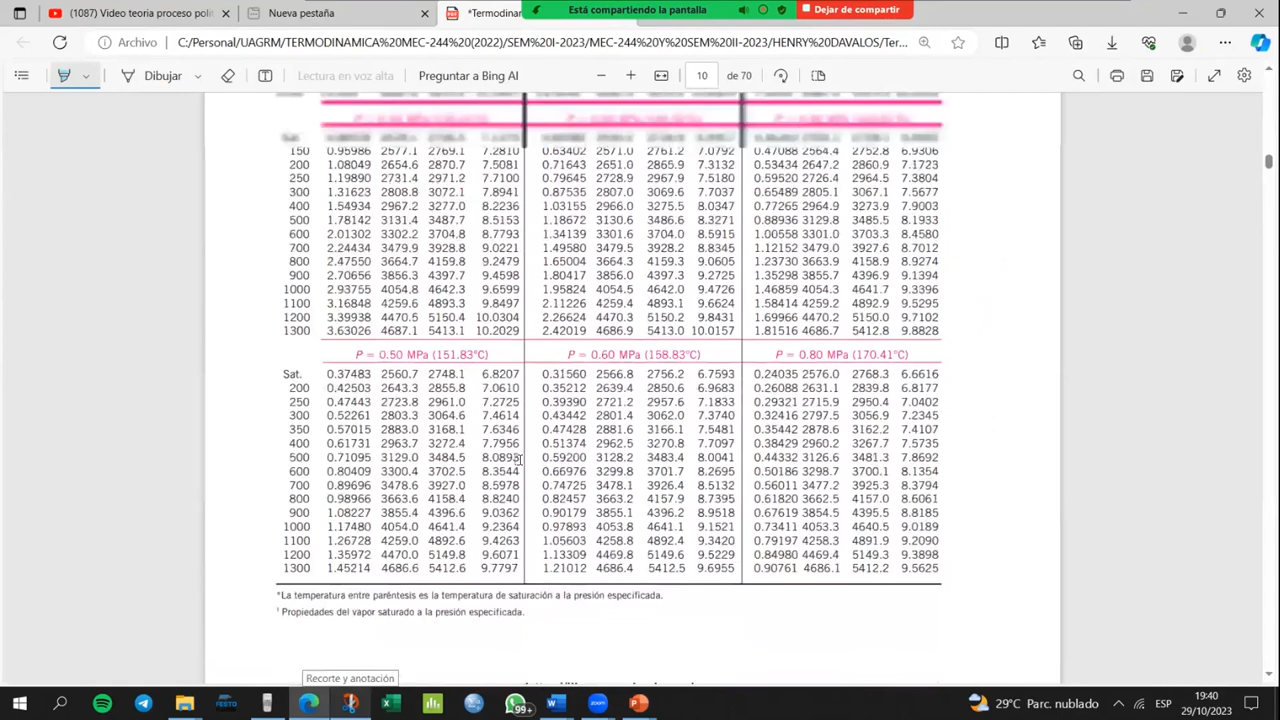 (1087) Video teoria proceso poli
Nueva pestaña
*Termodinar
Está compartiendo la pantalla
Dejar de compartir
Archivo
C:/Personal/UAGRM/TERMODINAMICA%20MEC-244%20(2022)/SEM%20I-2023/MEC-244%20Y%20SEM%20II-2023/HENRY%20DAVALOS/Ter...
Dibujar
Lectura en voz alta
Preguntar a Bing AI
10 de 70
150 0.95986 2577.1 2769.1 7.2810 0.63402 2571.0 2761.2 7.0792 0.47088 2564.4 2752.8 6.9306
200 1.08049 2654.6 2870.7 7.5081 0.71643 2651.0 2865.9 7.3132 0.53434 2647.2 2860.9 7.1723
250 1.19890 2731.4 2971.2 7.7100 0.79645 2728.9 2967.9 7.5180 0.59520 2726.4 2964.5 7.3804
300 1.31623 2808.8 3072.1 7.8941 0.87535 2807.0 3069.6 7.7037 0.65489 2805.1 3067.1 7.5677
400 1.54934 2967.2 3277.0 8.2236 1.03155 2966.0 3275.5 8.0347 0.77265 2964.9 3273.9 7.9003
500 1.78142 3131.4 3487.7 8.5153 1.18672 3130.6 3486.6 8.3271 0.88936 3129.8 3485.5 8.1933
600 2.01302 3302.2 3704.8 8.7793 1.34139 3301.6 3704.0 8.5915 1.00558 3301.0 3703.3 8.4580
700 2.24434 3479.9 3928.8 9.0221 1.49580 3479.5 3928.2 8.8345 1.12152 3479.0 3927.6 8.7012
800 2.47550 3664.7 4159.8 9.2479 1.65004 3664.3 4159.3 9.0605 1.23730 3663.9 4158.9 8.9274
900 2.70656 3856.3 4397.7 9.4598 1.80417 3856.0 4397.3 9.2725 1.35298 3855.7 4396.9 9.1394
1000 2.93755 4054.8 4642.3 9.6599 1.95824 4054.5 4642.0 9.4726 1.46859 4054.3 4641.7 9.3396
1100 3.16848 4259.6 4893.3 9.8497 2.11226 4259.4 4893.1 9.6624 1.58414 4259.2 4892.9 9.5295
1200 3.39938 4470.5 5150.4 10.0304 2.26624 4470.3 5150.2 9.8431 1.69966 4470.2 5150.0 9.7102
1300 3.63026 4687.1 5413.1 10.2029 2.42019 4686.9 5413.0 10.0157 1.81516 4686.7 5412.8 9.8828
P = 0.50 MPa (151.83°C) P = 0.60 MPa (158.83°C) P = 0.80 MPa (170.41°C)
Sat. 0.37483 2560.7 2748.1 6.8207 0.31560 2566.8 2756.2 6.7593 0.24035 2576.0 2768.3 6.6616
200 0.42503 2643.3 2855.8 7.0610 0.35212 2639.4 2850.6 6.9683 0.26088 2631.1 2839.8 6.8177
250 0.47443 2723.8 2961.0 7.2725 0.39390 2721.2 2957.6 7.1833 0.29321 2715.9 2950.4 7.0402
300 0.52261 2803.3 3064.6 7.4614 0.43442 2801.4 3062.0 7.3740 0.32416 2797.5 3056.9 7.2345
350 0.57015 2883.0 3168.1 7.6346 0.47428 2881.6 3166.1 7.5481 0.35442 2878.6 3162.2 7.4107
400 0.61731 2963.7 3272.4 7.7956 0.51374 2962.5 3270.8 7.7097 0.38429 2960.2 3267.7 7.5735
500 0.71095 3129.0 3484.5 8.0893 0.59200 3128.2 3483.4 8.0041 0.44332 3126.6 3481.3 7.8692
600 0.80409 3300.4 3702.5 8.3544 0.66976 3299.8 3701.7 8.2695 0.50186 3298.7 3700.1 8.1354
700 0.89696 3478.6 3927.0 8.5978 0.74725 3478.1 3926.4 8.5132 0.56011 3477.2 3925.3 8.3794
800 0.98966 3663.6 4158.4 8.8240 0.82457 3663.2 4157.9 8.7395 0.61820 3662.5 4157.0 8.6061
900 1.08227 3855.4 4396.6 9.0362 0.90179 3855.1 4396.2 8.9518 0.67619 3854.5 4395.5 8.8185
1000 1.17480 4054.0 4641.4 9.2364 0.97893 4053.8 4641.1 9.1521 0.73411 4053.3 4640.5 9.0189
1100 1.26728 4259.0 4892.6 9.4263 1.05603 4258.8 4892.4 9.3420 0.79197 4258.3 4891.9 9.2090
1200 1.35972 4470.0 5149.8 9.6071 1.13309 4469.8 5149.6 9.5229 0.84980 4469.4 5149.3 9.3898
1300 1.45214 4686.6 5412.6 9.7797 1.21012 4686.4 5412.5 9.6955 0.90761 4686.1 5412.2 9.5625
*La temperatura entre paréntesis es la temperatura de saturación a la presión especificada.
¹ Propiedades del vapor saturado a la presión especificada.
Recorte y anotación
FESTO
99+
29°C Parc. nublado
ESP
19:40
29/10/2023